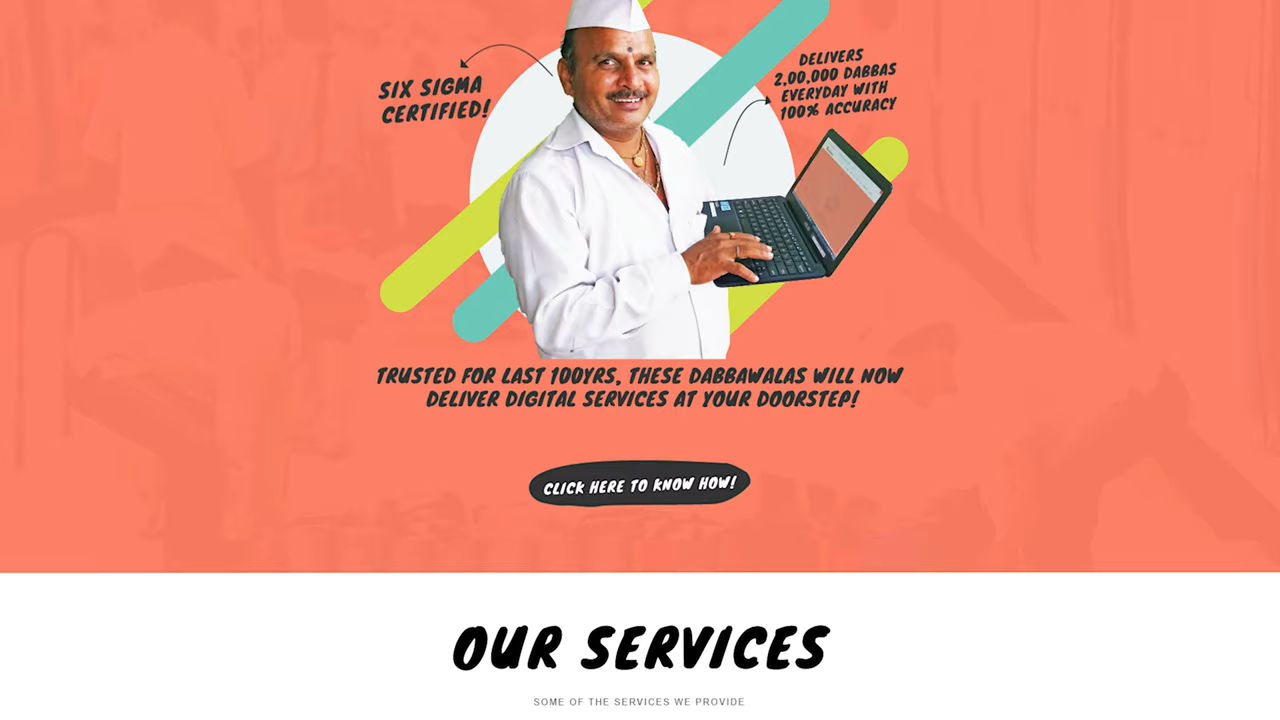 SIX SIGMA
CERTIFIED!
DELIVERS
2,00,000 DABBAS
EVERYDAY WITH
100% ACCURACY
TRUSTED FOR LAST 100YRS, THESE DABBAWALAS WILL NOW
DELIVER DIGITAL SERVICES AT YOUR DOORSTEP!
CLICK HERE TO KNOW HOW!
OUR SERVICES
SOME OF THE SERVICES WE PROVIDE